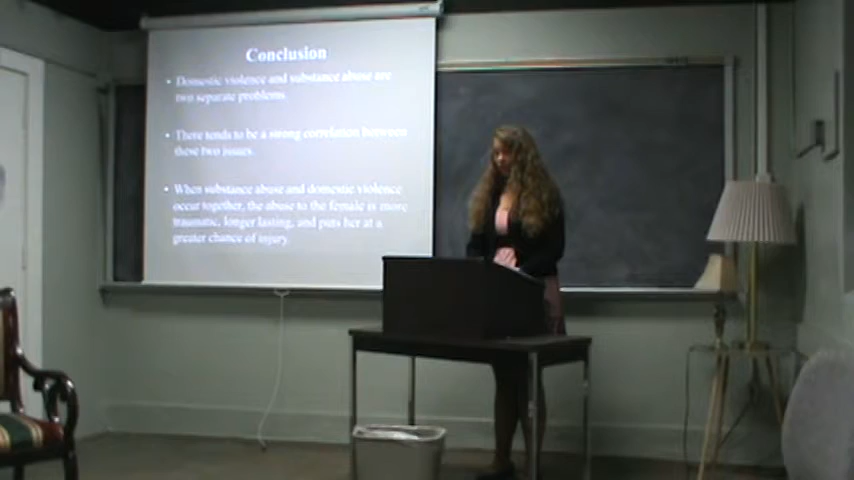 Conclusion
• Domestic violence and substance abuse are
two separate problems.
• There tends to be a strong correlation between
these two issues.
• When substance abuse and domestic violence
occur together, the abuse to the female is more
traumatic, longer lasting, and puts her at a
greater chance of injury.